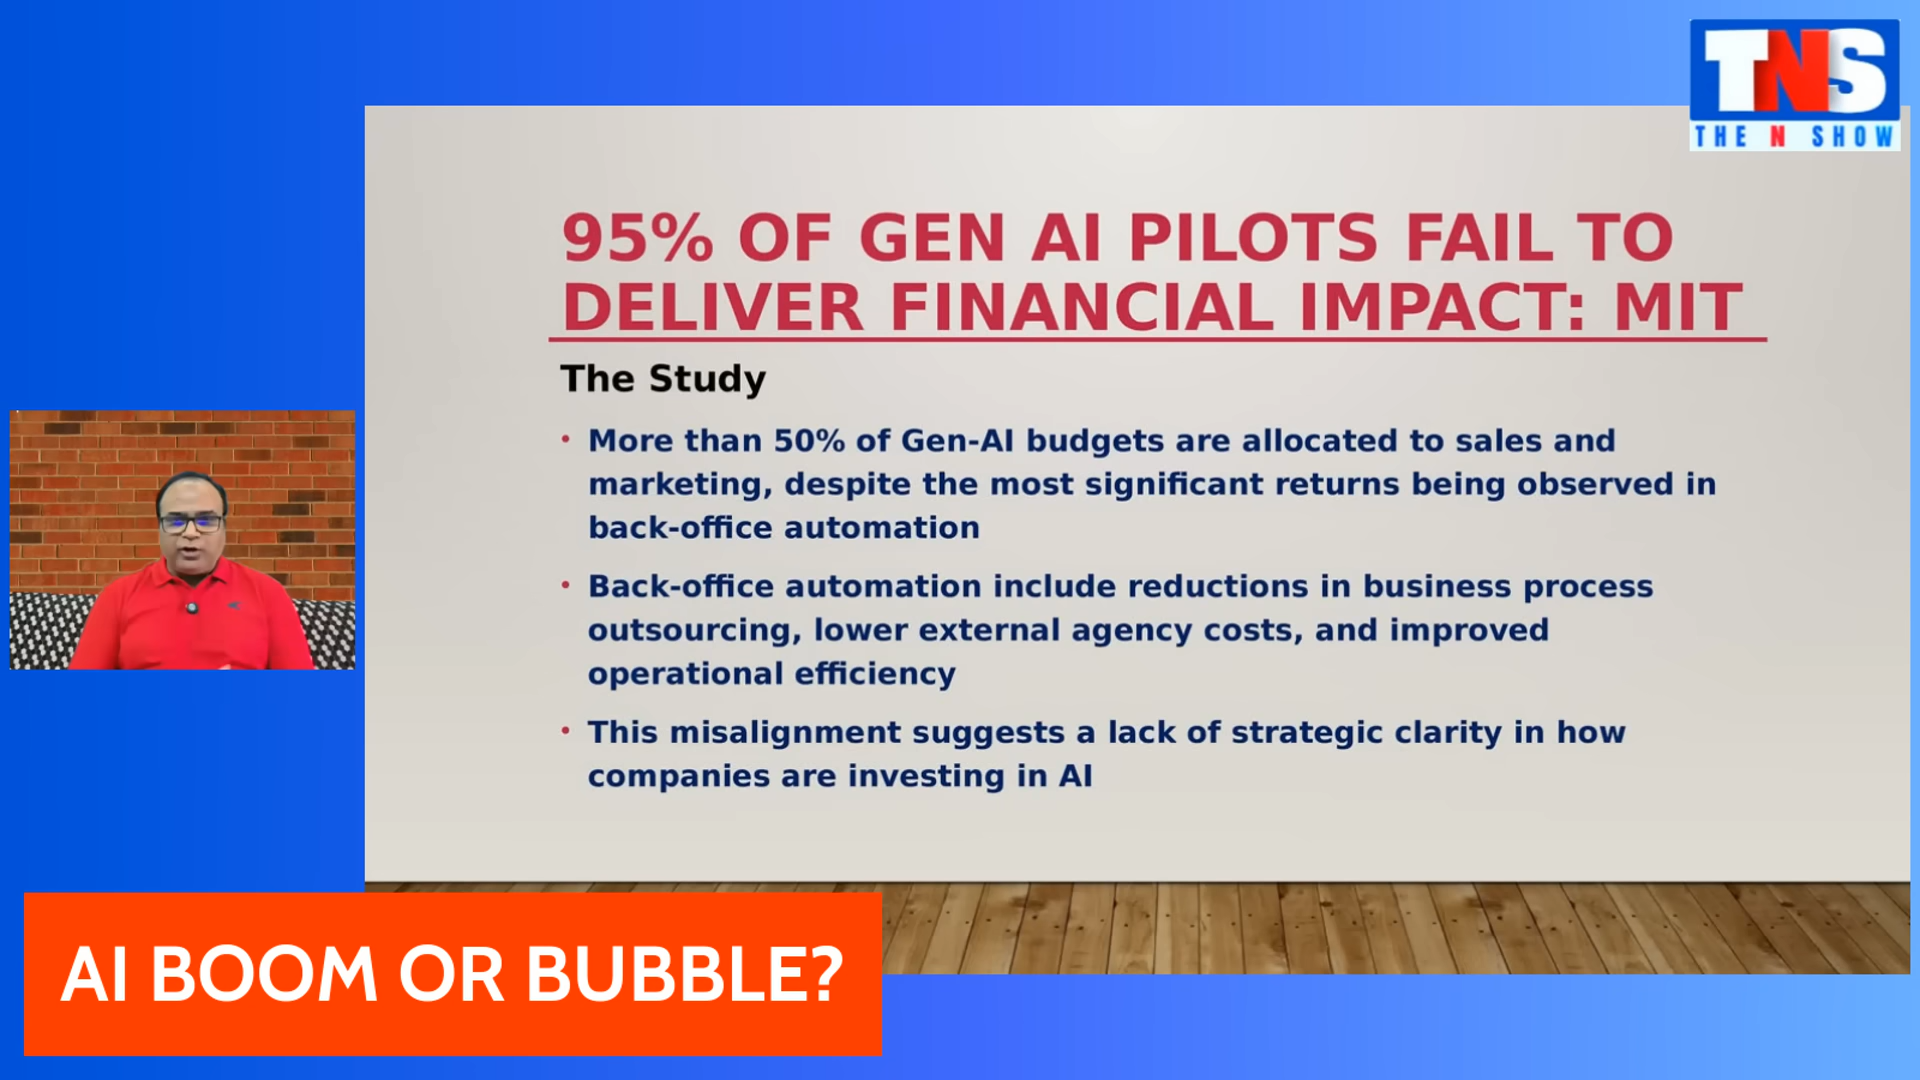 TNS
THE N SHOW
95% OF GEN AI PILOTS FAIL TO
DELIVER FINANCIAL IMPACT: MIT
The Study
• More than 50% of Gen-AI budgets are allocated to sales and
marketing, despite the most significant returns being observed in
back-office automation
• Back-office automation include reductions in business process
outsourcing, lower external agency costs, and improved
operational efficiency
• This misalignment suggests a lack of strategic clarity in how
companies are investing in AI
AI BOOM OR BUBBLE?